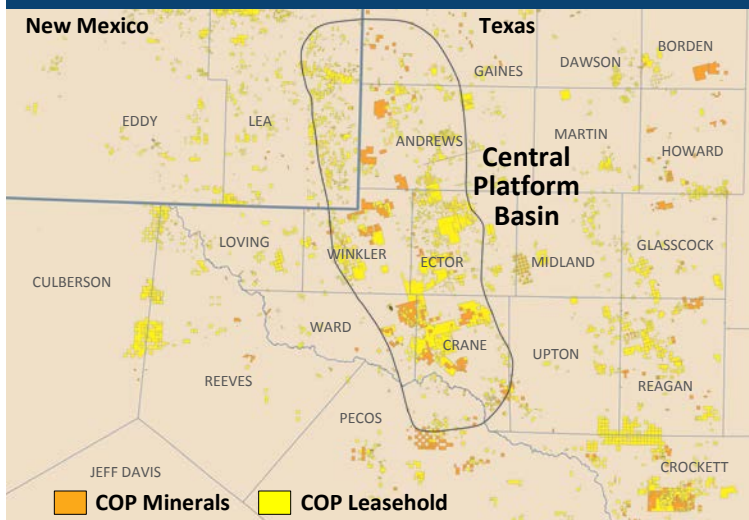 New Mexico
Texas
BORDEN
DAWSON
GAINES
EDDY
LEA
ANDREWS
MARTIN
HOWARD
Central
Platform
Basin
LOVING
WINKLER
ECTOR
MIDLAND
GLASSCOCK
CULBERSON
WARD
CRANE
UPTON
REEVES
REAGAN
PECOS
JEFF DAVIS
CROCKETT
COP Minerals
COP Leasehold